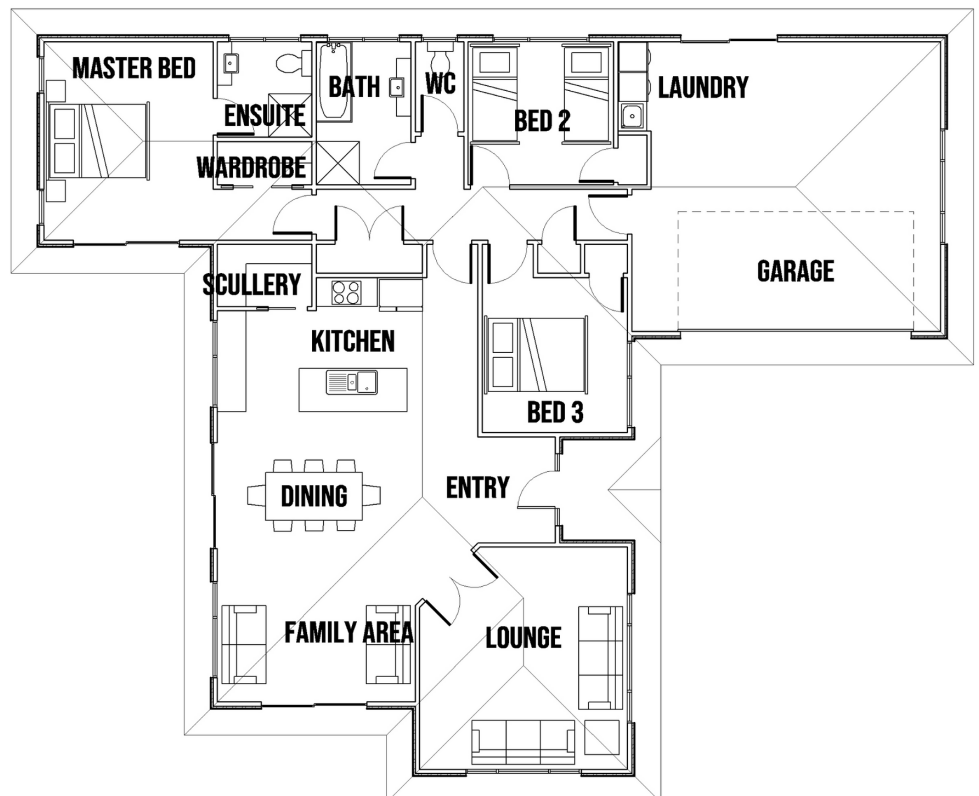 MASTER BED
ENSUITE
BATH
WC
BED 2
LAUNDRY
WARDROBE
SCULLERY
GARAGE
KITCHEN
BED 3
DINING
ENTRY
FAMILY AREA
LOUNGE